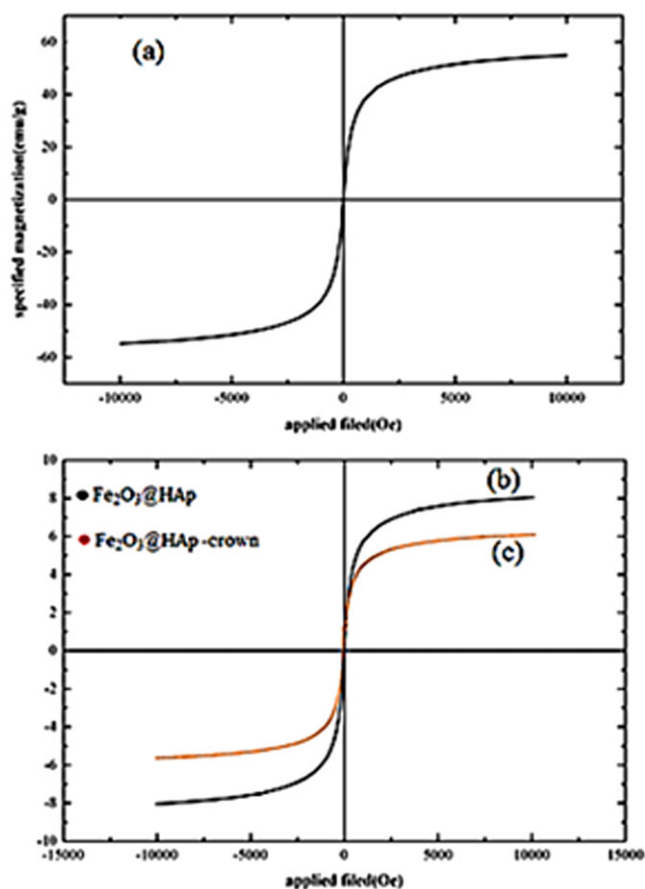 (a)
specified magnetization(emu/g)
60
40
20
0
-20
-40
-60
-10000 -5000 0 5000 10000
applied filed(Oe)
Fe₂O₃@HAp
Fe₂O₃@HAp-crown
(b)
(c)
10
8
6
4
2
0
-2
-4
-6
-8
-10
-15000 -10000 -5000 0 5000 10000 15000
applied filed(Oe)